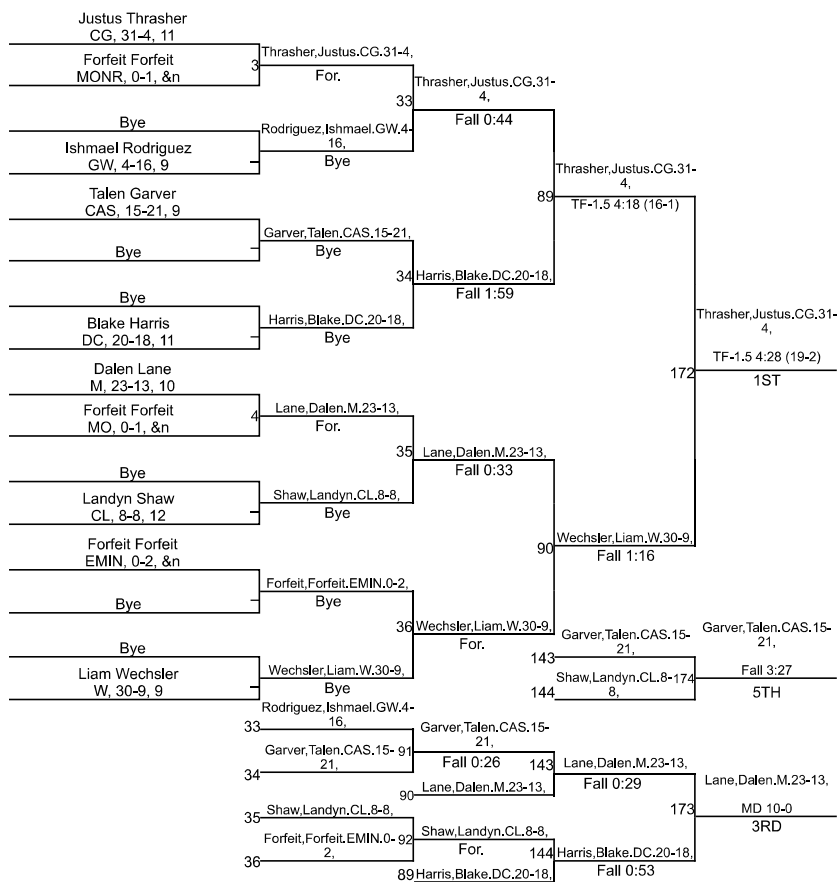 Justus Thrasher
CG, 31-4, 11
Forfeit Forfeit
MONR, 0-1, &n
3
Thrasher,Justus.CG.31-4,
For.
Bye
Ishmael Rodriguez
GW, 4-16, 9
Rodriguez,Ishmael.GW.4-
16,
Bye
33
Thrasher,Justus.CG.31-
4,
Fall 0:44
Talen Garver
CAS, 15-21, 9
Bye
Garver,Talen.CAS.15-21,
Bye
Bye
Blake Harris
DC, 20-18, 11
Harris,Blake.DC.20-18,
Bye
34
Harris,Blake.DC.20-18,
Fall 1:59
89
Thrasher,Justus.CG.31-
4,
TF-1.5 4:18 (16-1)
Dalen Lane
M, 23-13, 10
Forfeit Forfeit
MO, 0-1, &n
4
Lane,Dalen.M.23-13,
For.
Bye
Landyn Shaw
CL, 8-8, 12
Shaw,Landyn.CL.8-8,
Bye
35
Lane,Dalen.M.23-13,
Fall 0:33
Forfeit Forfeit
EMIN, 0-2, &n
Bye
Forfeit,Forfeit.EMIN.0-2,
Bye
Bye
Liam Wechsler
W, 30-9, 9
Wechsler,Liam.W.30-9,
Bye
36
Wechsler,Liam.W.30-9,
For.
90
Wechsler,Liam.W.30-9,
Fall 1:16
172
Thrasher,Justus.CG.31-
4,
TF-1.5 4:28 (19-2)
1ST
143
Garver,Talen.CAS.15-
21,
144
Shaw,Landyn.CL.8-
8,
174
Garver,Talen.CAS.15-
21,
Fall 3:27
5TH
33
Rodriguez,Ishmael.GW.4-
16,
34
Garver,Talen.CAS.15-
21,
91
Garver,Talen.CAS.15-
21,
Fall 0:26
90
Lane,Dalen.M.23-13,
143
Lane,Dalen.M.23-13,
Fall 0:29
35
Shaw,Landyn.CL.8-8,
36
Forfeit,Forfeit.EMIN.0-
2,
92
Shaw,Landyn.CL.8-8,
For.
89
Harris,Blake.DC.20-18,
144
Harris,Blake.DC.20-18,
Fall 0:53
173
Lane,Dalen.M.23-13,
MD 10-0
3RD